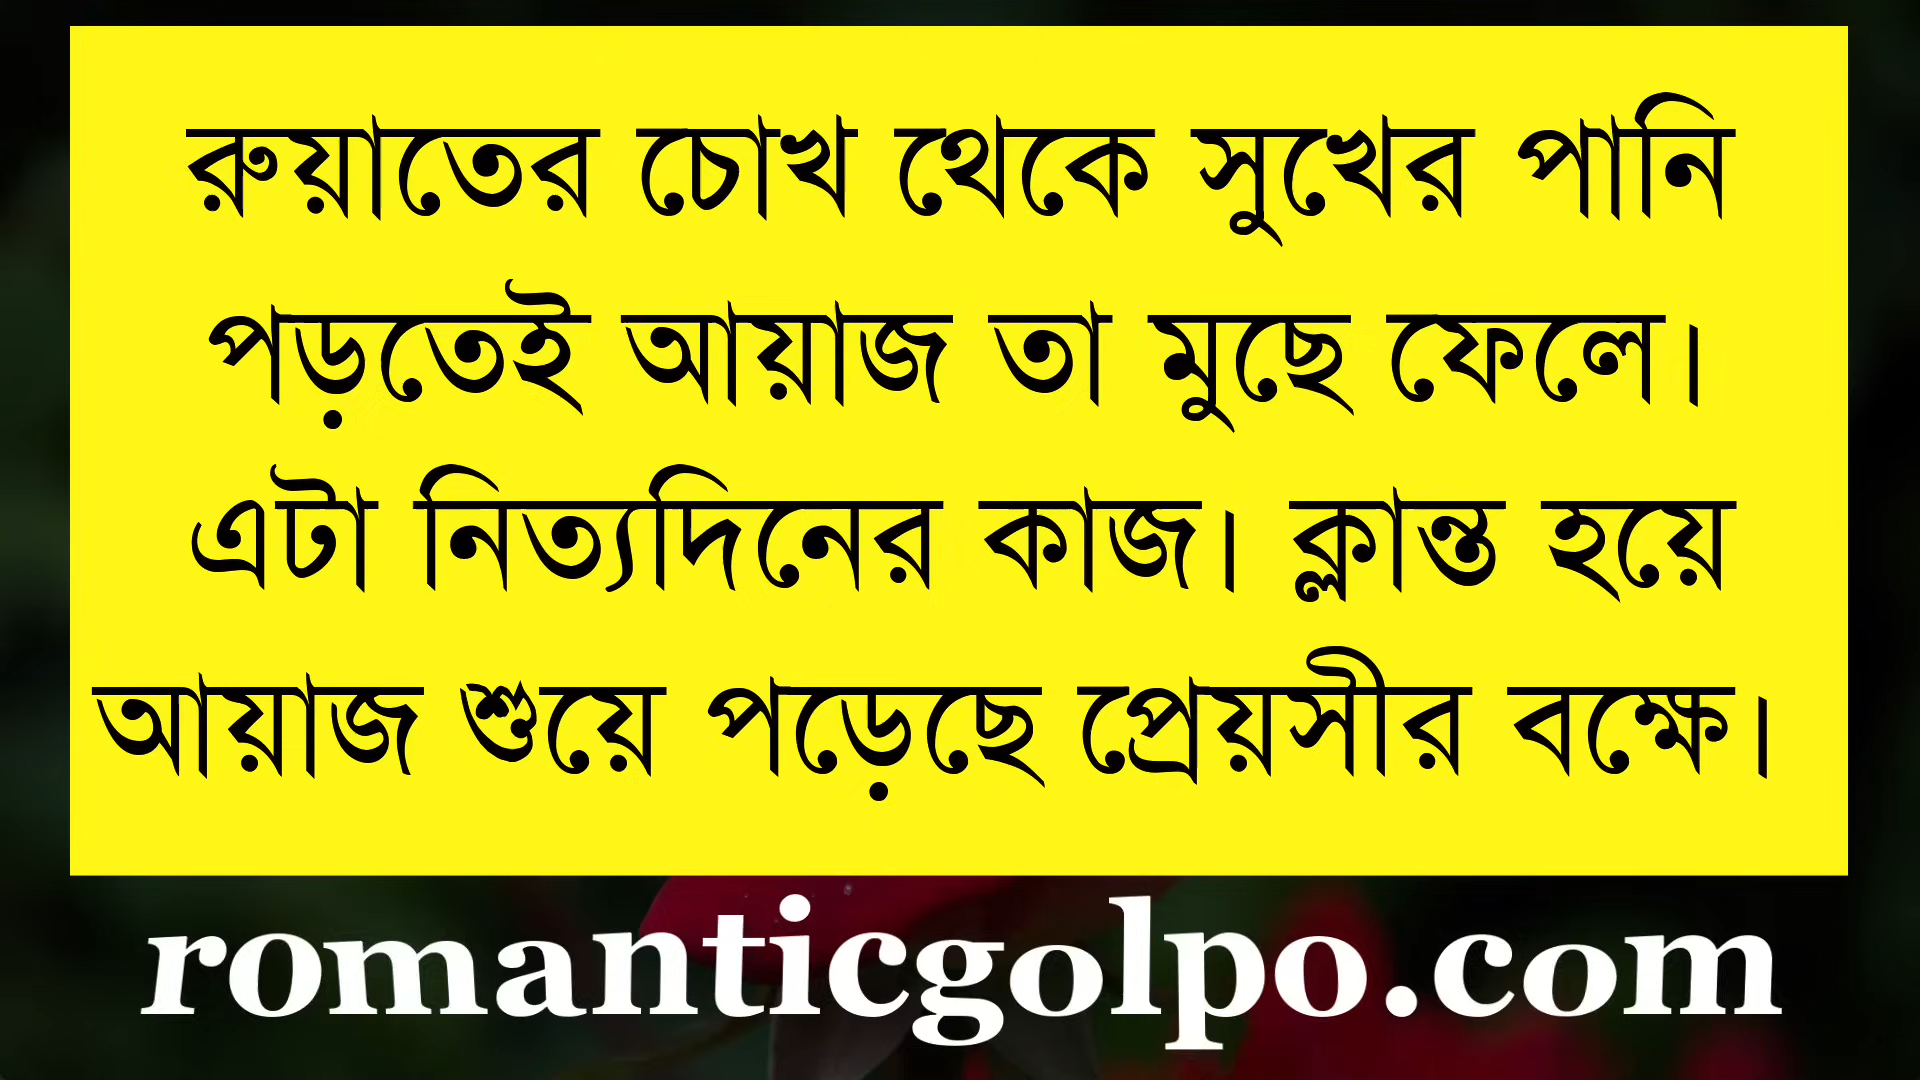 রুয়াতের চোখ থেকে সুখের পানি
পড়তেই আয়াজ তা মুছে ফেলে।
এটা নিত্যদিনের কাজ। ক্লান্ত হয়ে
আয়াজ শুয়ে পড়েছে প্রেয়সীর বক্ষে।
romanticgolpo.com